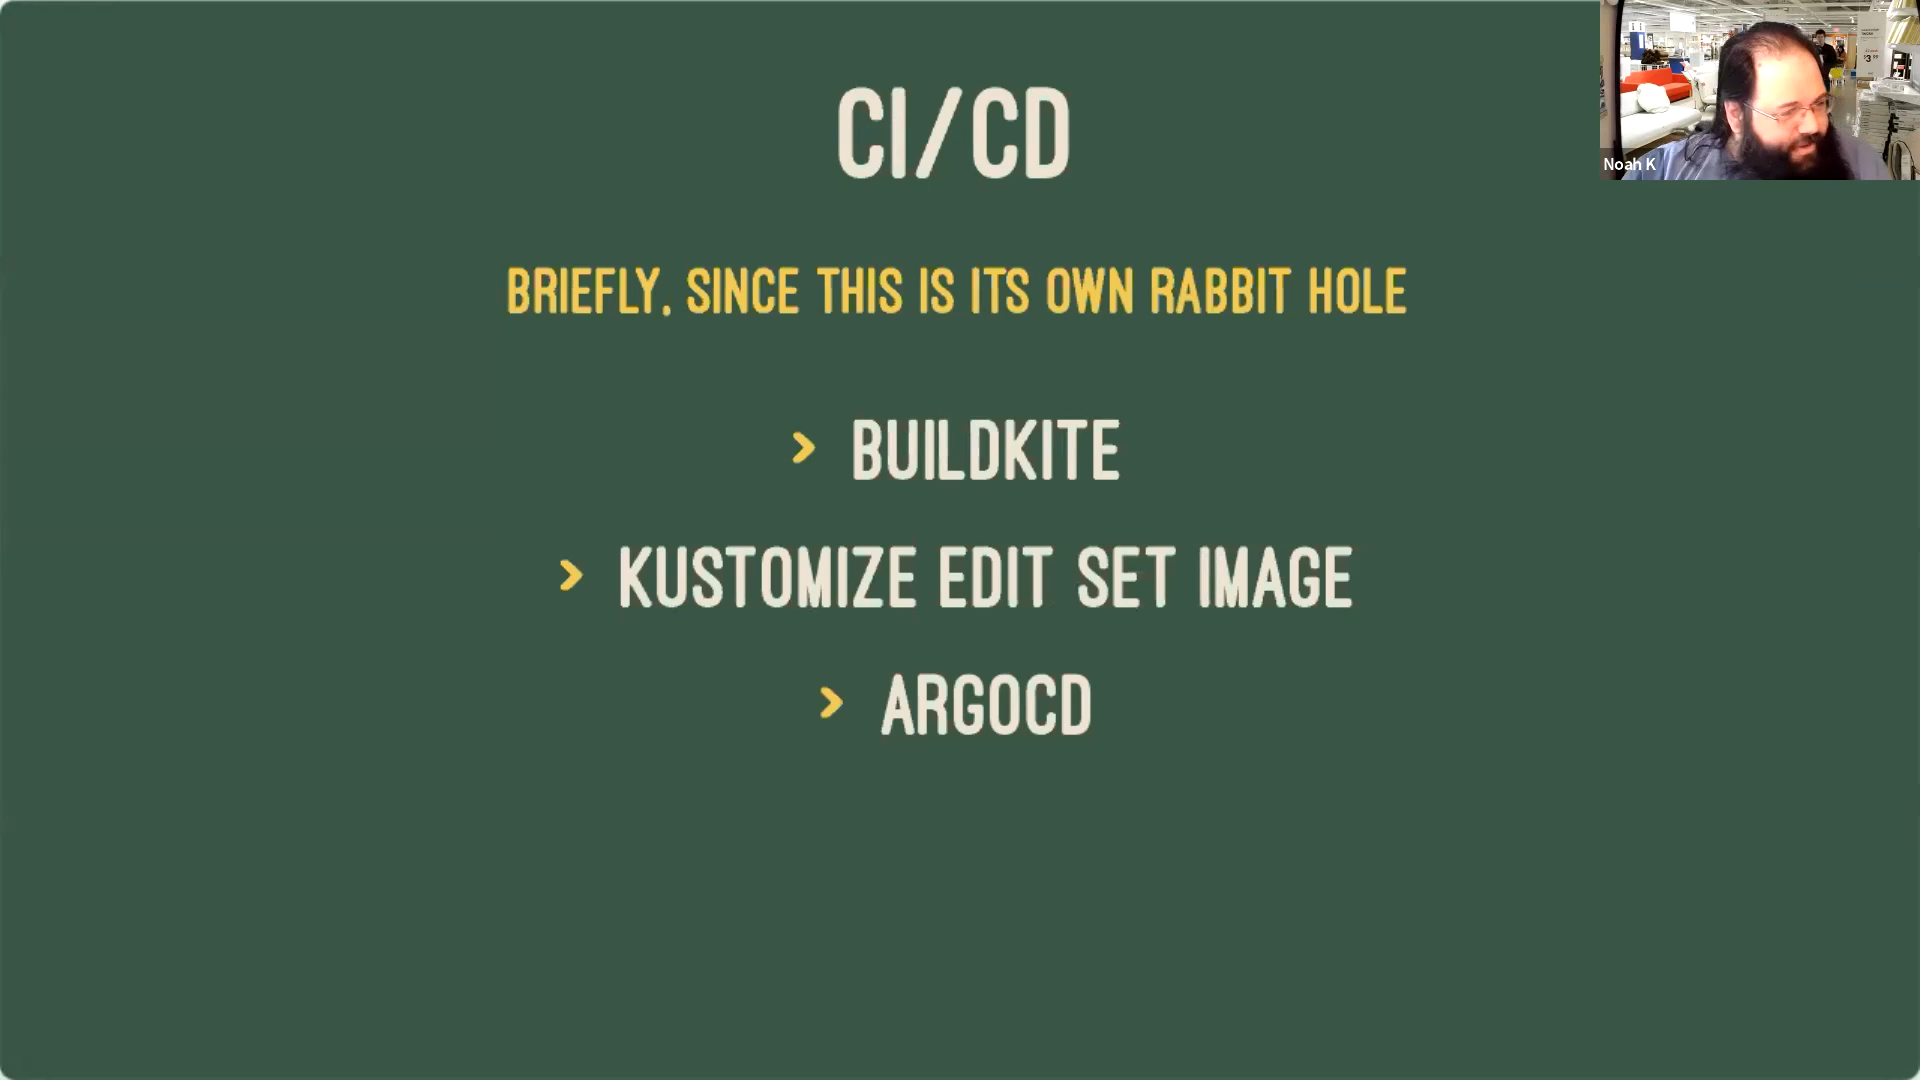 CI/CD
BRIEFLY, SINCE THIS IS ITS OWN RABBIT HOLE
> BUILDKITE
> KUSTOMIZE EDIT SET IMAGE
> ARGOCD
Noah K